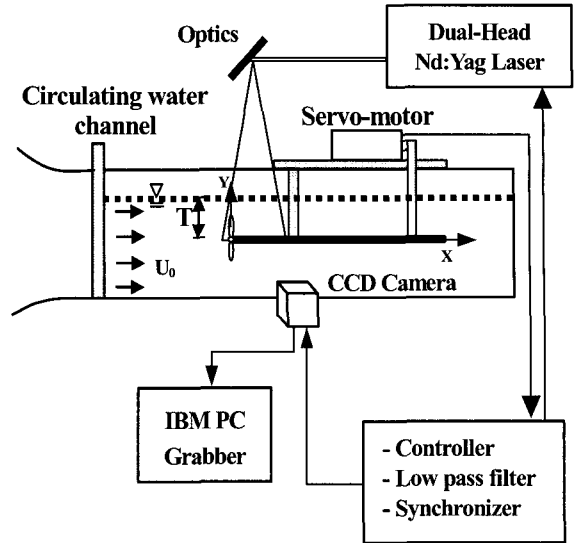 Optics
Dual-Head
Nd:Yag Laser
Circulating water
channel
Servo-motor
Y
T
X
U₀
CCD Camera
IBM PC
Grabber
- Controller
- Low pass filter
- Synchronizer